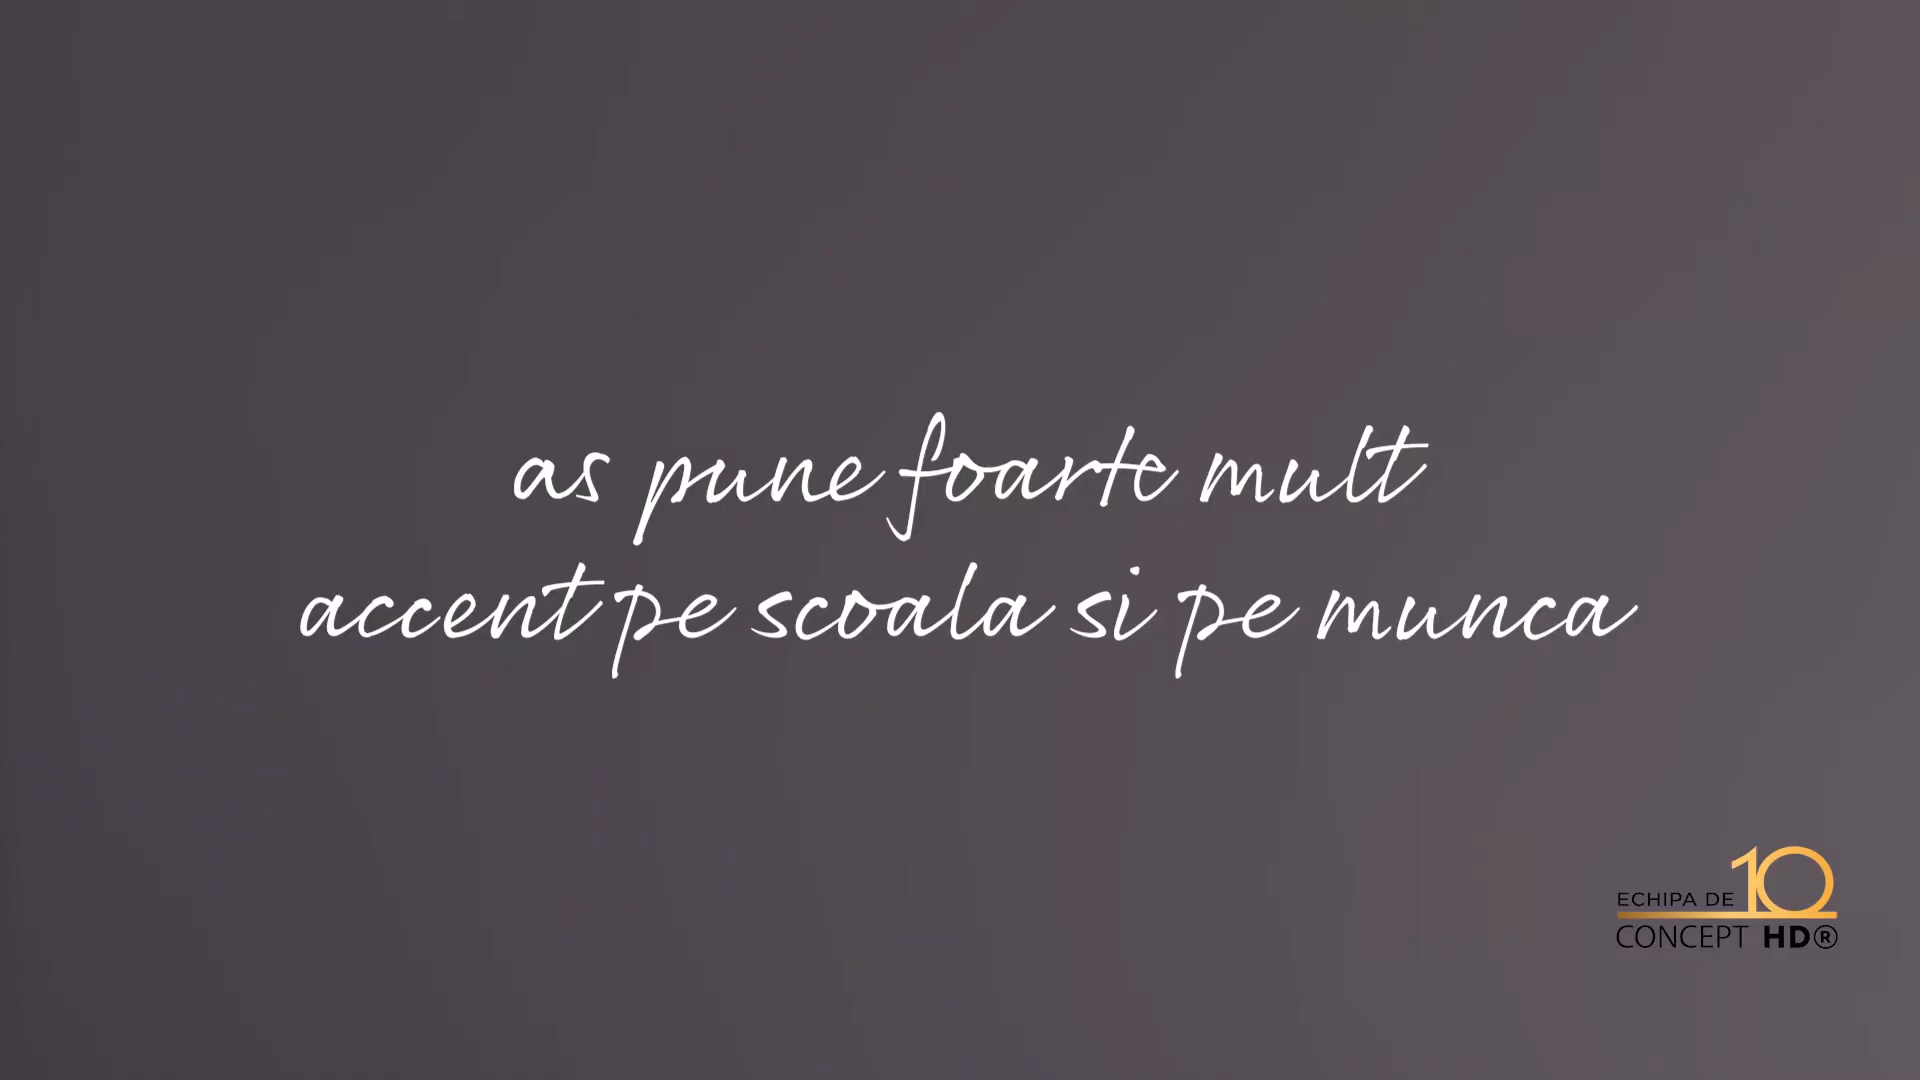 as pune foarte mult
accent pe scoala si pe munca
ECHIPA DE 10
CONCEPT HD®